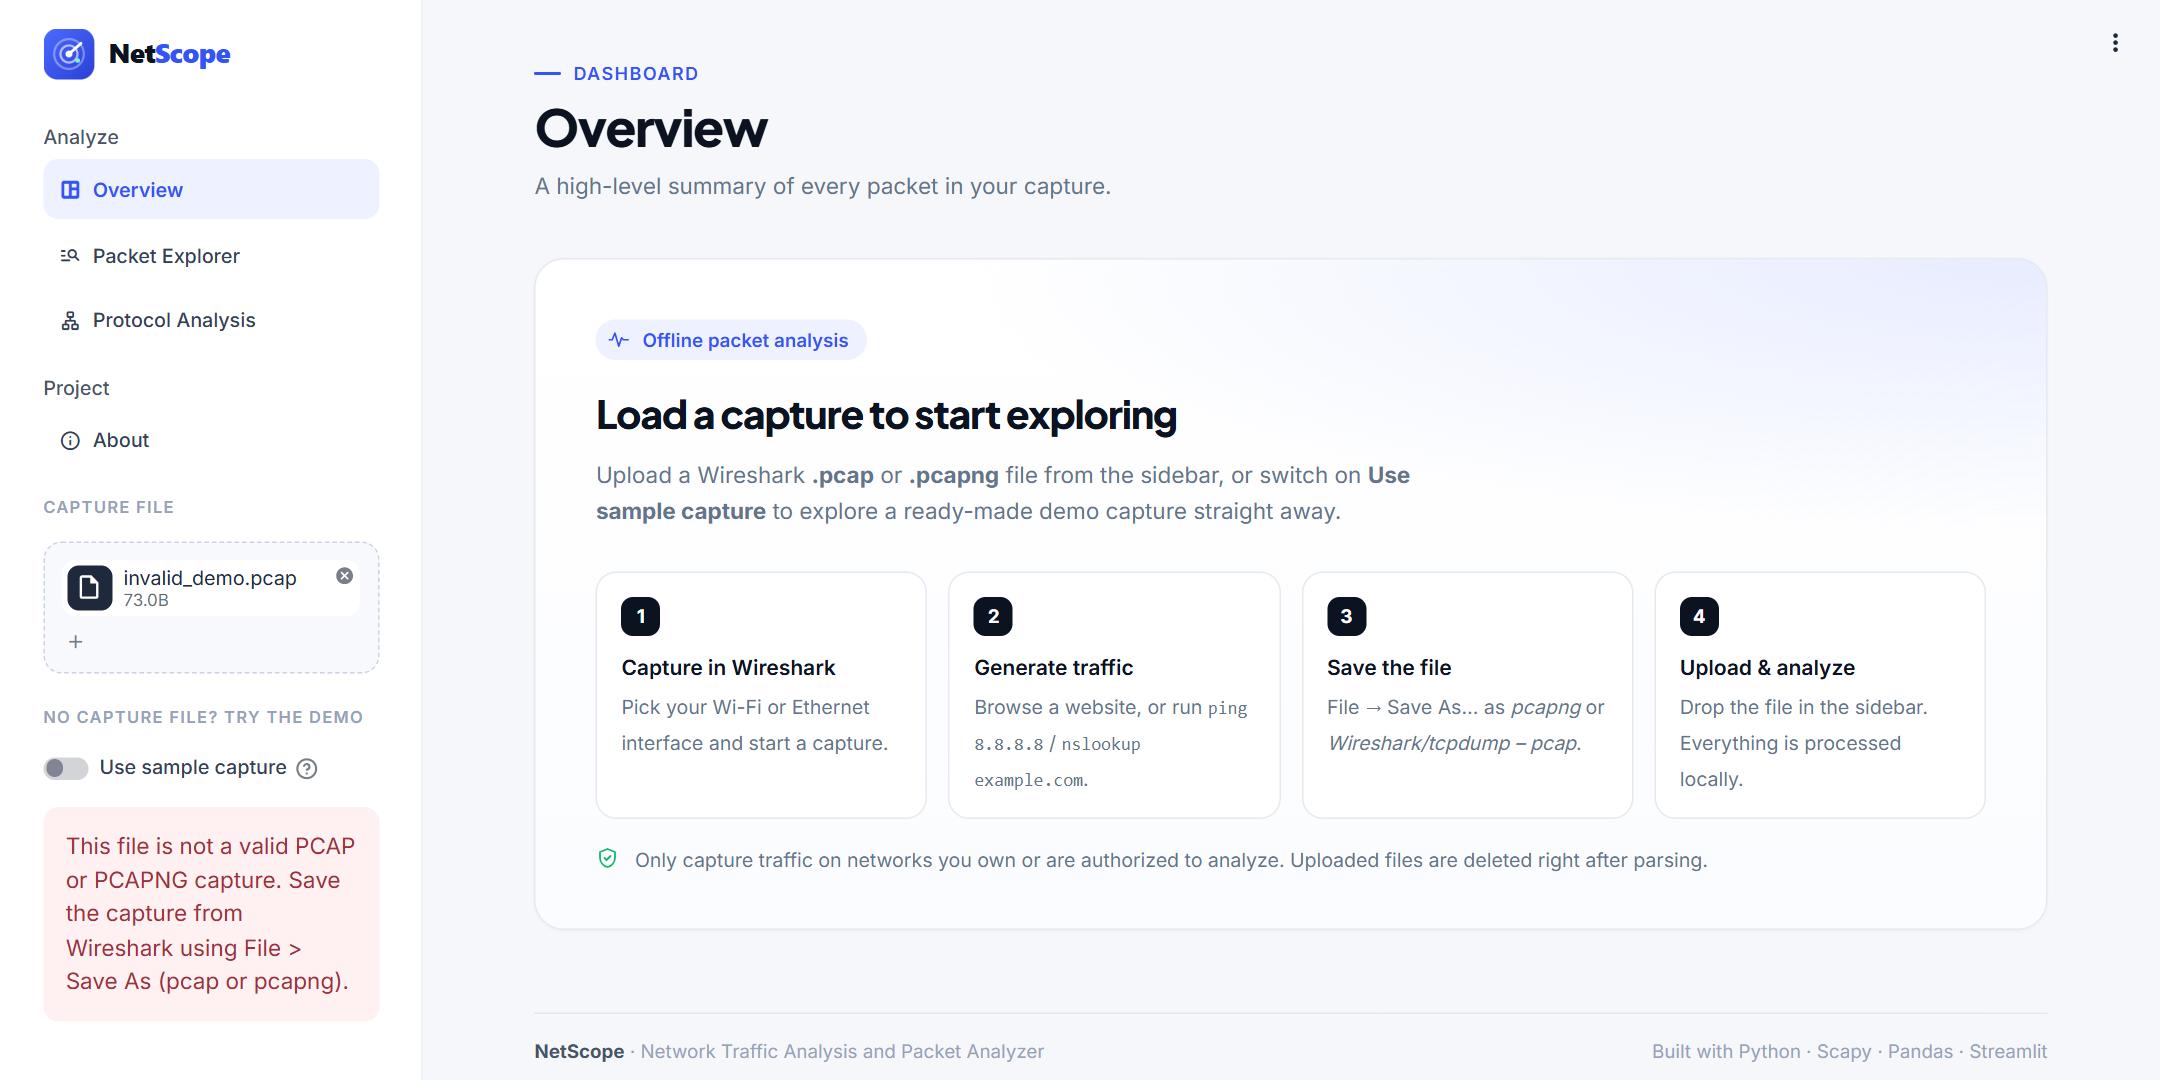 NetScope
Analyze
Overview
Packet Explorer
Protocol Analysis
Project
About
CAPTURE FILE
invalid_demo.pcap
73.0B
+
NO CAPTURE FILE? TRY THE DEMO
Use sample capture
This file is not a valid PCAP
or PCAPNG capture. Save
the capture from
Wireshark using File >
Save As (pcap or pcapng).
DASHBOARD
Overview
A high-level summary of every packet in your capture.
Offline packet analysis
Load a capture to start exploring
Upload a Wireshark .pcap or .pcapng file from the sidebar, or switch on Use
sample capture to explore a ready-made demo capture straight away.
1
Capture in Wireshark
Pick your Wi-Fi or Ethernet
interface and start a capture.
2
Generate traffic
Browse a website, or run ping
8.8.8.8 / nslookup
example.com.
3
Save the file
File → Save As... as pcapng or
Wireshark/tcpdump – pcap.
4
Upload & analyze
Drop the file in the sidebar.
Everything is processed
locally.
Only capture traffic on networks you own or are authorized to analyze. Uploaded files are deleted right after parsing.
NetScope · Network Traffic Analysis and Packet Analyzer
Built with Python · Scapy · Pandas · Streamlit